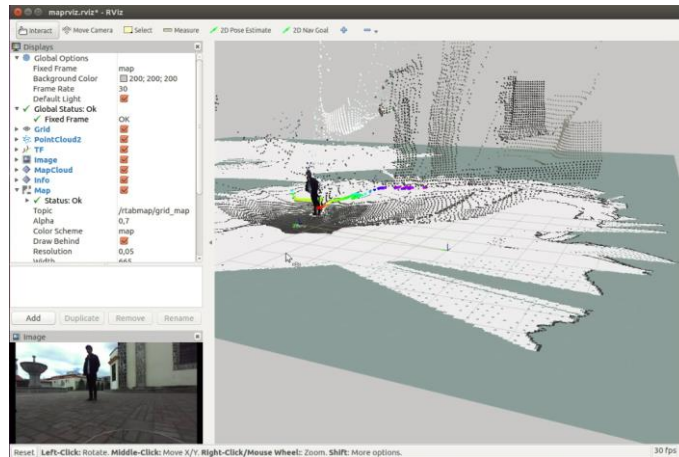 maprviz.rviz* - RViz
Interact Move Camera Select Measure 2D Pose Estimate 2D Nav Goal
Displays
Global Options
Fixed Frame map
Background Color 200; 200; 200
Frame Rate 30
Default Light
Global Status: Ok
Fixed Frame OK
Grid
PointCloud2
TF
Image
MapCloud
Info
Map
Status: Ok
Topic /rtabmap/grid_map
Alpha 0,7
Color Scheme map
Draw Behind
Resolution 0,05
Width 665
Add Duplicate Remove Rename
Image
Reset Left-Click: Rotate. Middle-Click: Move X/Y. Right-Click/Mouse Wheel:: Zoom. Shift: More options. 30 fps